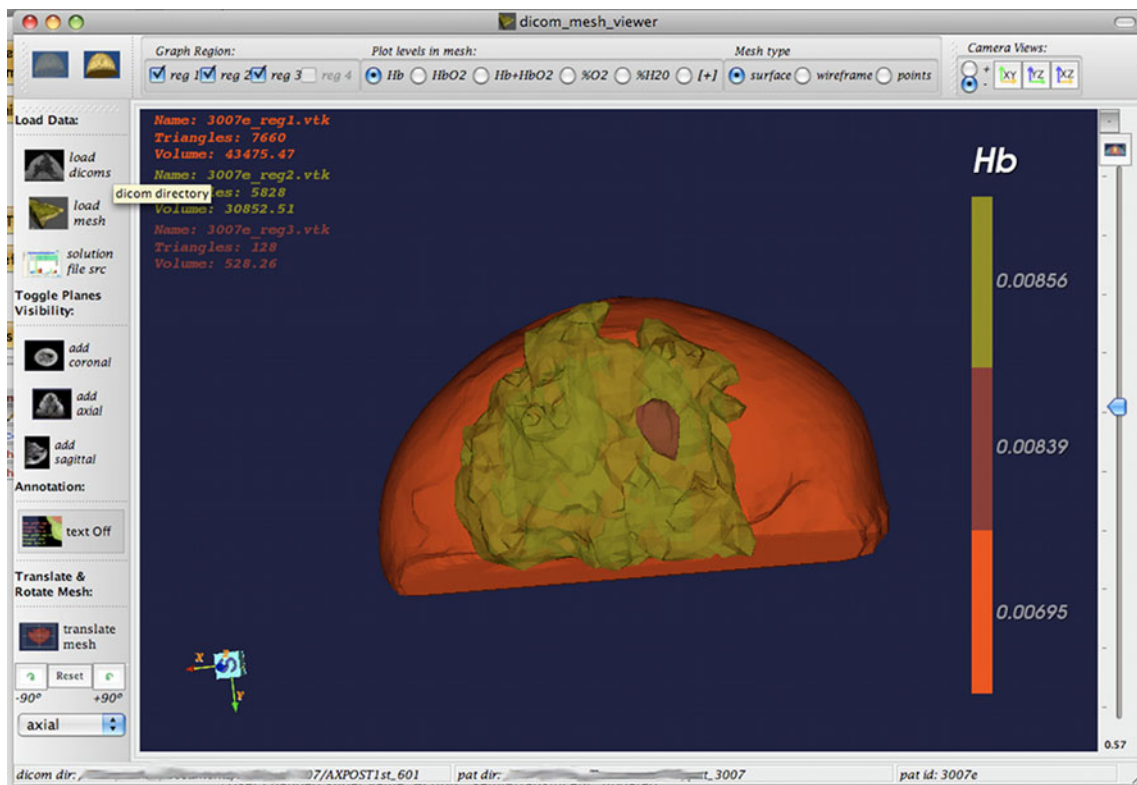 dicom_mesh_viewer
Graph Region:
Plot levels in mesh:
Mesh type
Camera Views:
reg 1 reg 2 reg 3 reg 4
Hb HbO2 Hb+HbO2 %O2 %H20 [+]
surface wireframe points
+
-
XY YZ XZ
Load Data:
load
dicoms
dicom directory
load
mesh
solution
file src
Toggle Planes
Visibility:
add
coronal
add
axial
add
sagittal
Annotation:
text Off
Translate &
Rotate Mesh:
translate
mesh
Reset
-90° +90°
axial
Name: 3007e_reg1.vtk
Triangles: 7660
Volume: 43475.47
Name: 3007e_reg2.vtk
les: 5828
Volume: 30852.51
Name: 3007e_reg3.vtk
Triangles: 128
Volume: 528.26
Hb
0.00856
0.00839
0.00695
X
S
Y
0.57
dicom dir: 07/AXPOST1st_601
pat dir: t_3007
pat id: 3007e